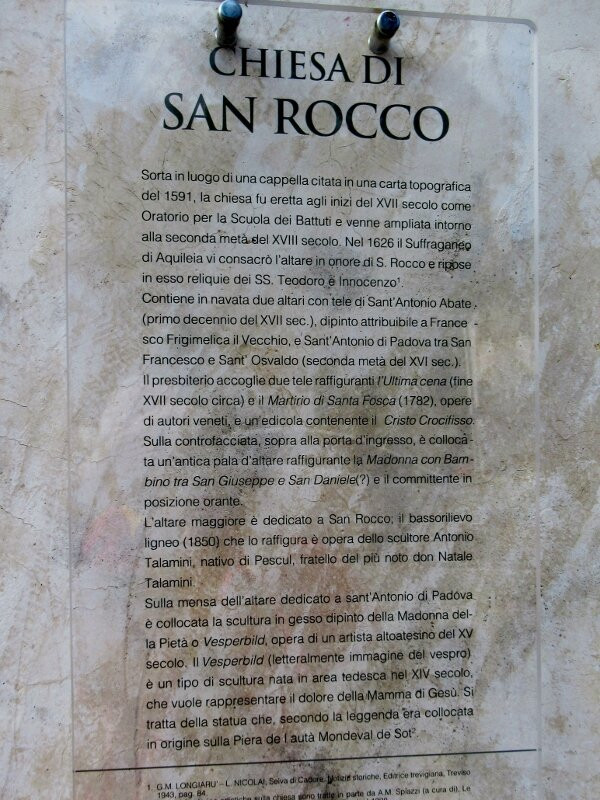 CHIESA DI
SAN ROCCO
Sorta in luogo di una cappella citata in una carta topografica
del 1591, la chiesa fu eretta agli inizi del XVII secolo come
Oratorio per la Scuola dei Battuti e venne ampliata intorno
alla seconda metà del XVIII secolo. Nel 1626 il Suffraganeo
di Aquileia vi consacrò l'altare in onore di S. Rocco e ripose
in esso reliquie dei SS. Teodoro e Innocenzo¹.
Contiene in navata due altari con tele di Sant'Antonio Abate
(primo decennio del XVII sec.), dipinto attribuibile a France -
sco Frigimelica il Vecchio, e Sant'Antonio di Padova tra San
Francesco e Sant' Osvaldo (seconda metà del XVI sec.).
Il presbiterio accoglie due tele raffiguranti l'Ultima cena (fine
XVII secolo circa) e il Martirio di Santa Fosca (1782), opere
di autori veneti, e un'edicola contenente il Cristo Crocifisso.
Sulla controfacciata, sopra alla porta d'ingresso, è colloca-
ta un'antica pala d'altare raffigurante la Madonna con Bam-
bino tra San Giuseppe e San Daniele(?) e il committente in
posizione orante.
L'altare maggiore è dedicato a San Rocco; il bassorilievo
ligneo (1850) che lo raffigura è opera dello scultore Antonio
Talamini, nativo di Pescul, fratello del più noto don Natale
Talamini.
Sulla mensa dell'altare dedicato a sant'Antonio di Padova
è collocata la scultura in gesso dipinto della Madonna del-
la Pietà o Vesperbild, opera di un artista altoatesino del XV
secolo. Il Vesperbild (letteralmente immagine del vespro)
è un tipo di scultura nata in area tedesca nel XIV secolo,
che vuole rappresentare il dolore della Mamma di Gesù. Si
tratta della statua che, secondo la leggenda era collocata
in origine sulla Piera de l autà Mondeval de Sot².
1. G.M. LONGIARU' – L. NICOLAI, Selva di Cadore. Notizie storiche, Editrice trevigiana, Treviso
1943, pag. 84.
sulla chiesa sono tratte in parte da A.M. Spiazzi (a cura di), Le